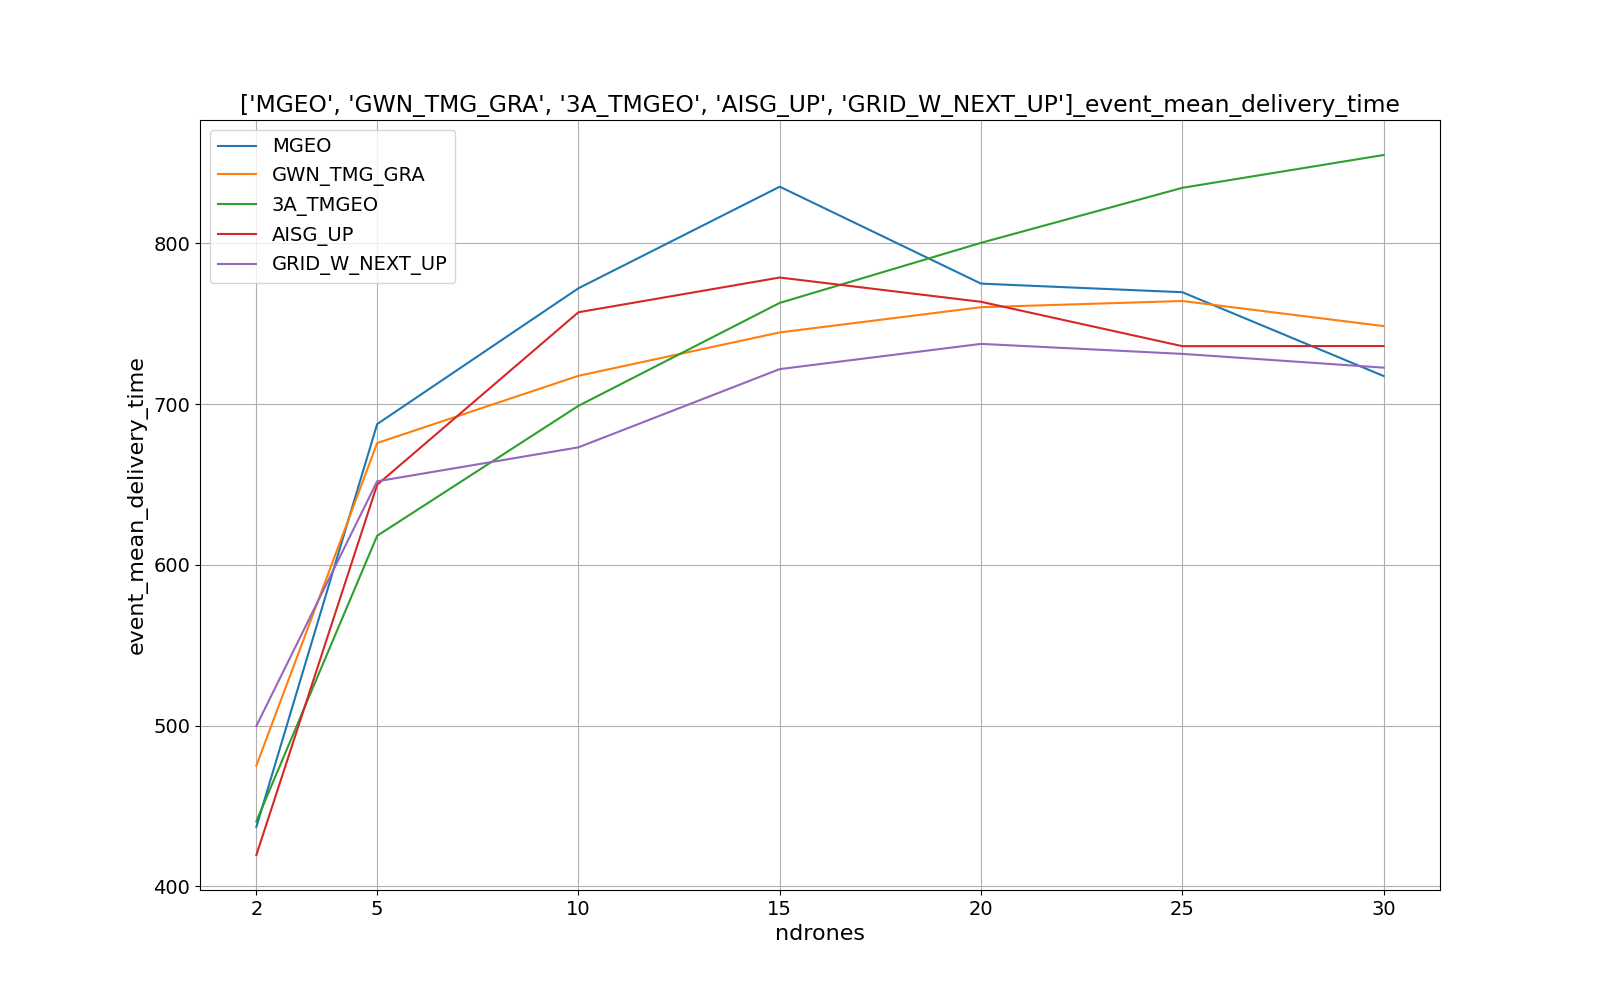 ['MGEO', 'GWN_TMG_GRA', '3A_TMGEO', 'AISG_UP', 'GRID_W_NEXT_UP']_event_mean_delivery_time
MGEO
GWN_TMG_GRA
3A_TMGEO
AISG_UP
GRID_W_NEXT_UP
event_mean_delivery_time
800
700
600
500
400
2 5 10 15 20 25 30
ndrones